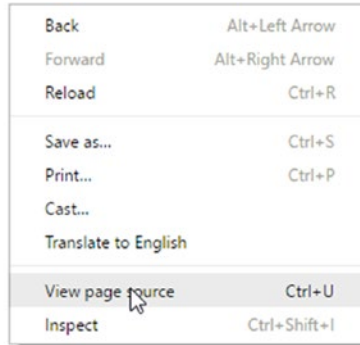 Back Alt+Left Arrow
Forward Alt+Right Arrow
Reload Ctrl+R
Save as... Ctrl+S
Print... Ctrl+P
Cast...
Translate to English
View page source Ctrl+U
Inspect Ctrl+Shift+I